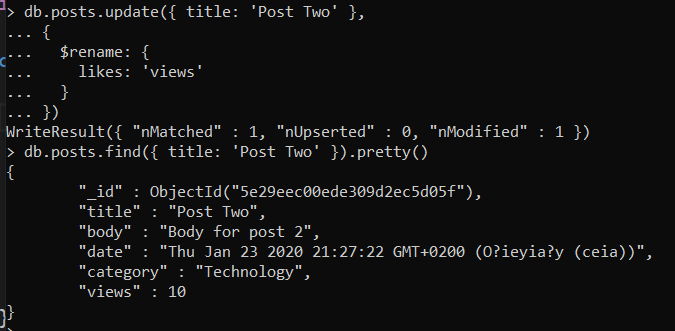 > db.posts.update({ title: 'Post Two' },
... {
...   $rename: {
...     likes: 'views'
...   }
... })
WriteResult({ "nMatched" : 1, "nUpserted" : 0, "nModified" : 1 })
> db.posts.find({ title: 'Post Two' }).pretty()
{
        "_id" : ObjectId("5e29eec00ede309d2ec5d05f"),
        "title" : "Post Two",
        "body" : "Body for post 2",
        "date" : "Thu Jan 23 2020 21:27:22 GMT+0200 (O?ieyia?y (ceia))",
        "category" : "Technology",
        "views" : 10
}